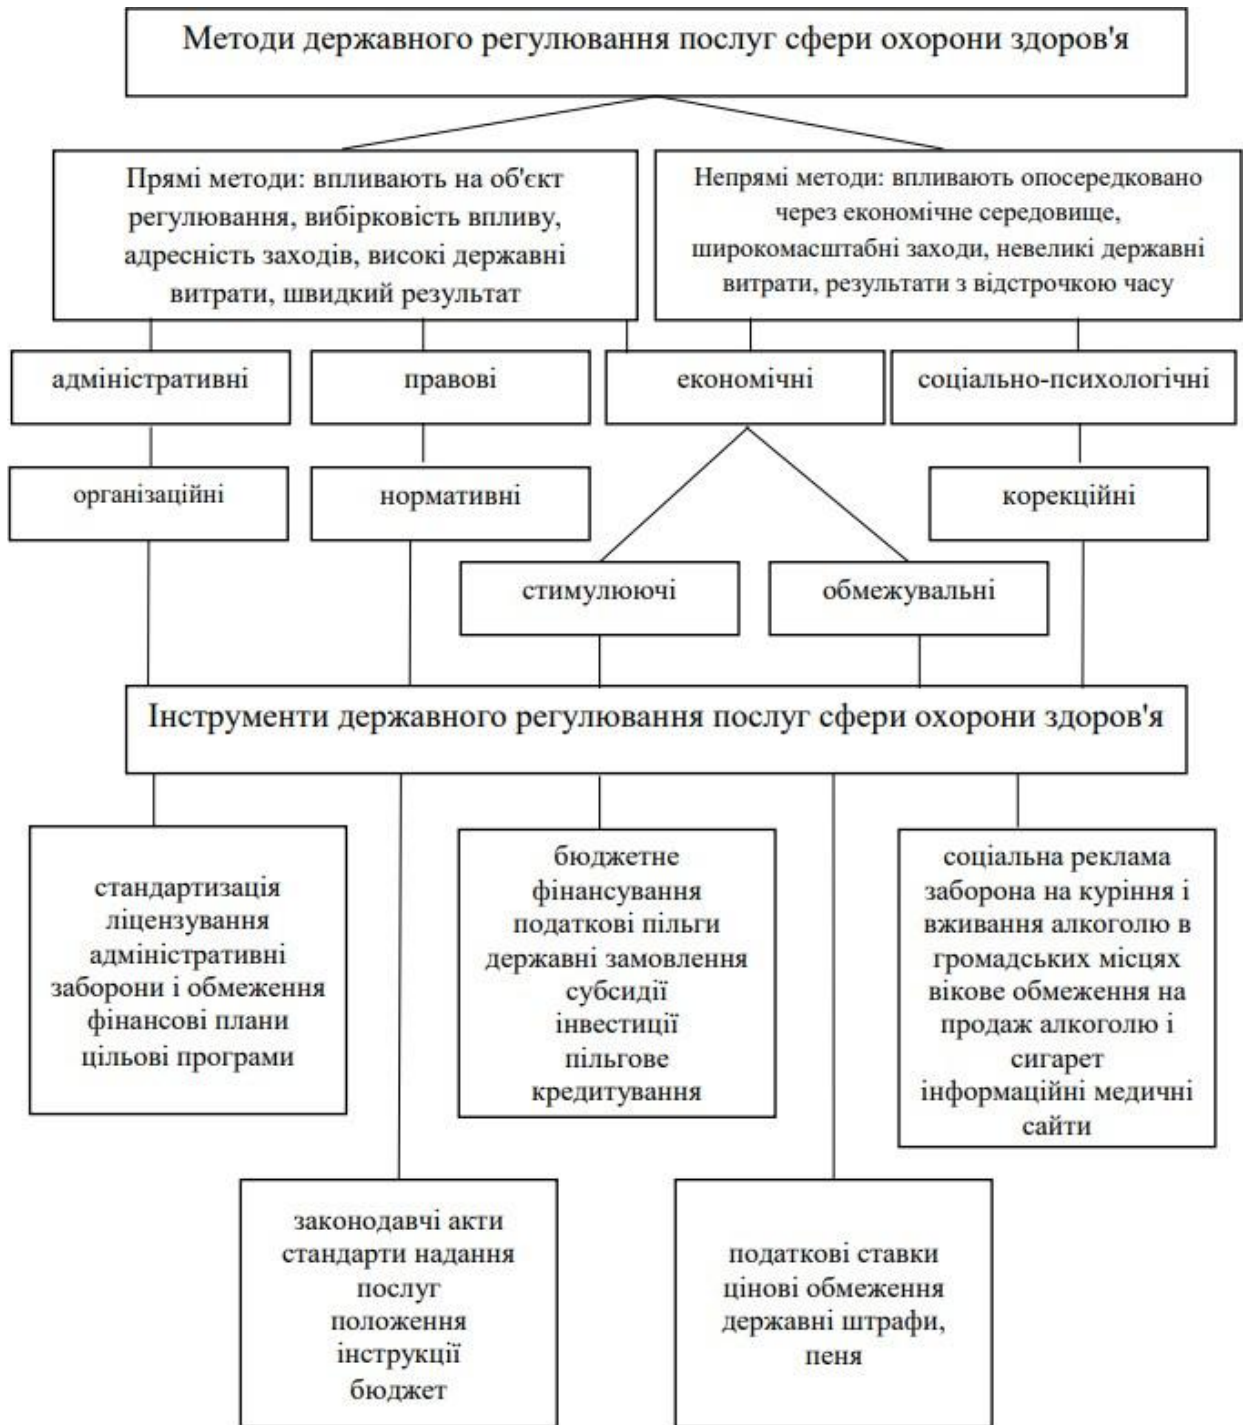 Методи державного регулювання послуг сфери охорони здоров'я
Прямі методи: впливають на об'єкт
регулювання, вибірковість впливу,
адресність заходів, високі державні
витрати, швидкий результат
Непрямі методи: впливають опосередковано
через економічне середовище,
широкомасштабні заходи, невеликі державні
витрати, результати з відстрочкою часу
адміністративні
правові
економічні
соціально-психологічні
організаційні
нормативні
корекційні
стимулюючі
обмежувальні
Інструменти державного регулювання послуг сфери охорони здоров'я
стандартизація
ліцензування
адміністративні
заборони і обмеження
фінансові плани
цільові програми
бюджетне
фінансування
податкові пільги
державні замовлення
субсидії
інвестиції
пільгове
кредитування
соціальна реклама
заборона на куріння і
вживання алкоголю в
громадських місцях
вікове обмеження на
продаж алкоголю і
сигарет
інформаційні медичні
сайти
законодавчі акти
стандарти надання
послуг
положення
інструкції
бюджет
податкові ставки
цінові обмеження
державні штрафи,
пеня